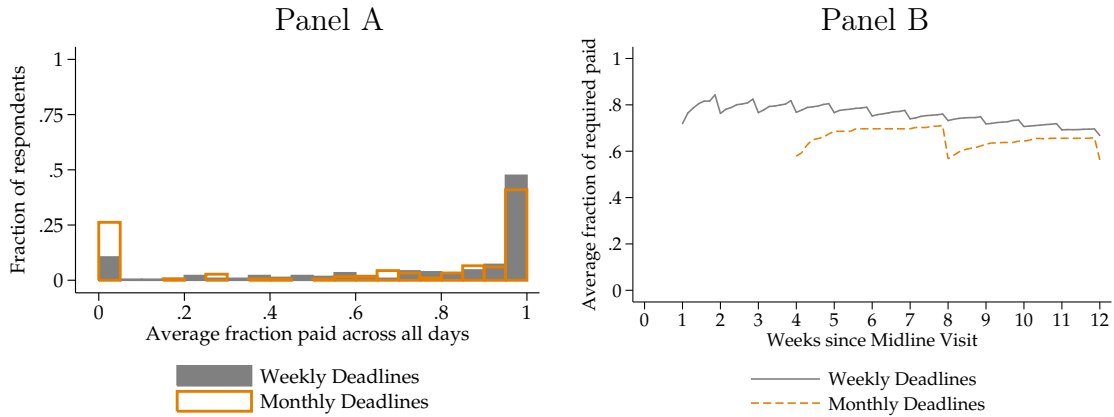 Panel A
Fraction of respondents
1
.75
.5
.25
0
0 .2 .4 .6 .8 1
Average fraction paid across all days
Weekly Deadlines
Monthly Deadlines
Panel B
Average fraction of required paid
1
.8
.6
.4
.2
0
0 1 2 3 4 5 6 7 8 9 10 11 12
Weeks since Midline Visit
Weekly Deadlines
Monthly Deadlines